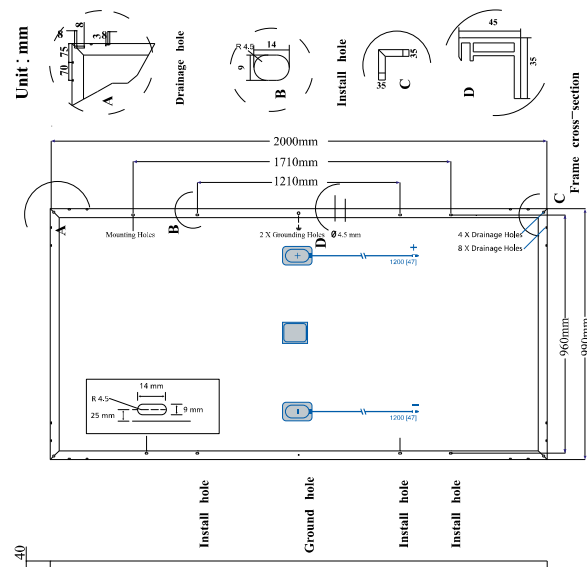 Unit: mm
8
8
3
8
75
70
A
Drainage hole
R 4.5
14
9
B
Install hole
35
35
C
45
35
D
Frame cross-section
2000mm
1710mm
1210mm
A
B
D
C
Mounting Holes
2 X Grounding Holes Ø 4.5 mm
4 X Drainage Holes
8 X Drainage Holes
+
1200 [47]
960mm
990mm
14 mm
R 4.5
9 mm
25 mm
1200 [47]
Install hole
Ground hole
Install hole
Install hole
40